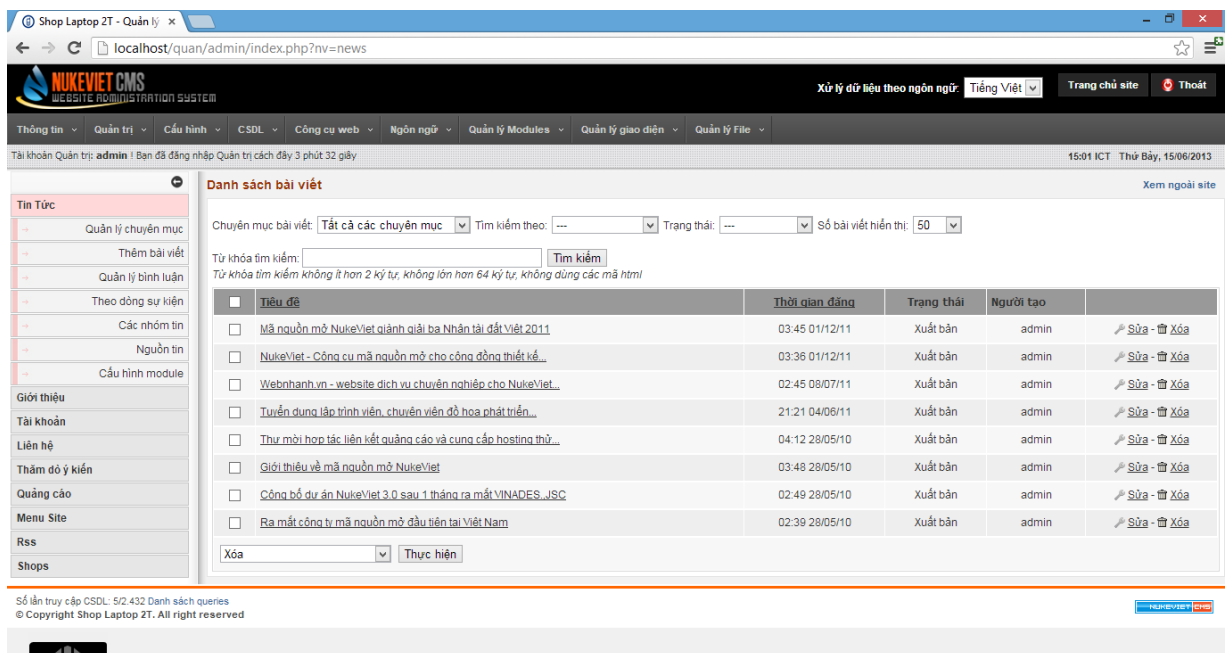 Shop Laptop 2T - Quản lý
localhost/quan/admin/index.php?nv=news
NUKEVIET CMS
WEBSITE ADMINISTRATION SYSTEM
Xử lý dữ liệu theo ngôn ngữ: Tiếng Việt Trang chủ site Thoát
Thông tin Quản trị Cấu hình CSDL Công cụ web Ngôn ngữ Quản lý Modules Quản lý giao diện Quản lý File
Tài khoản Quản trị: admin ! Bạn đã đăng nhập Quản trị cách đây 3 phút 32 giây 15:01 ICT Thứ Bảy, 15/06/2013
Tin Tức
Quản lý chuyên mục
Thêm bài viết
Quản lý bình luận
Theo dòng sự kiện
Các nhóm tin
Nguồn tin
Cấu hình module
Giới thiệu
Tài khoản
Liên hệ
Thăm dò ý kiến
Quảng cáo
Menu Site
Rss
Shops
Danh sách bài viết Xem ngoài site
Chuyên mục bài viết: Tất cả các chuyên mục Tìm kiếm theo: --- Trạng thái: --- Số bài viết hiển thị: 50
Từ khóa tìm kiếm: Tìm kiếm
Từ khóa tìm kiếm không ít hơn 2 ký tự, không lớn hơn 64 ký tự, không dùng các mã html
Tiêu đề Thời gian đăng Trạng thái Người tạo
Mã nguồn mở NukeViet giành giải ba Nhân tài đất Việt 2011 03:45 01/12/11 Xuất bản admin Sửa - Xóa
NukeViet - Công cụ mã nguồn mở cho cộng đồng thiết kế... 03:36 01/12/11 Xuất bản admin Sửa - Xóa
Webnhanh.vn - website dịch vụ chuyên nghiệp cho NukeViet... 02:45 08/07/11 Xuất bản admin Sửa - Xóa
Tuyển dụng lập trình viên, chuyên viên đồ họa phát triển... 21:21 04/06/11 Xuất bản admin Sửa - Xóa
Thư mời hợp tác liên kết quảng cáo và cung cấp hosting thử... 04:12 28/05/10 Xuất bản admin Sửa - Xóa
Giới thiệu về mã nguồn mở NukeViet 03:48 28/05/10 Xuất bản admin Sửa - Xóa
Công bố dự án NukeViet 3.0 sau 1 tháng ra mắt VINADES.,JSC 02:49 28/05/10 Xuất bản admin Sửa - Xóa
Ra mắt công ty mã nguồn mở đầu tiên tại Việt Nam 02:39 28/05/10 Xuất bản admin Sửa - Xóa
Xóa Thực hiện
Số lần truy cập CSDL: 5/2.432 Danh sách queries
© Copyright Shop Laptop 2T. All right reserved
NUKEVIET CMS